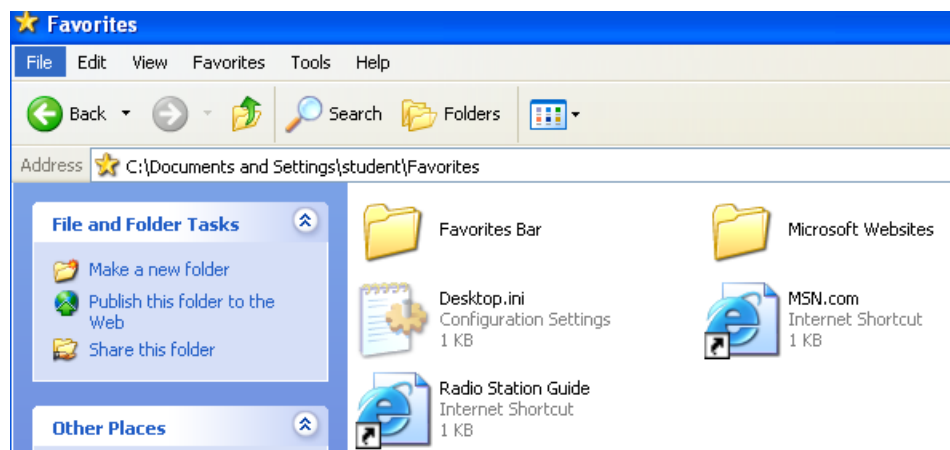 Favorites
File Edit View Favorites Tools Help
Back Search Folders
Address C:\Documents and Settings\student\Favorites
File and Folder Tasks
Make a new folder
Publish this folder to the
Web
Share this folder
Other Places
Favorites Bar
Microsoft Websites
Desktop.ini
Configuration Settings
1 KB
MSN.com
Internet Shortcut
1 KB
Radio Station Guide
Internet Shortcut
1 KB